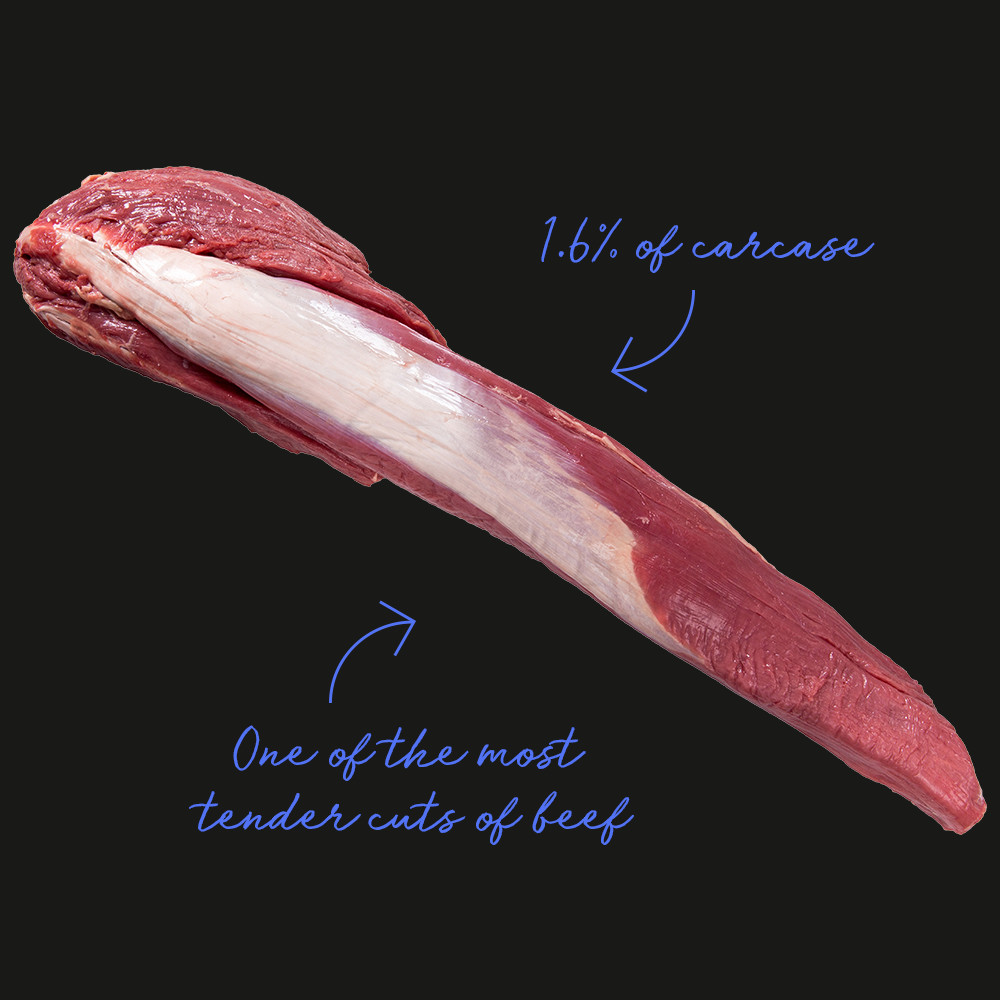 1.6% of carcase
One of the most
tender cuts of beef